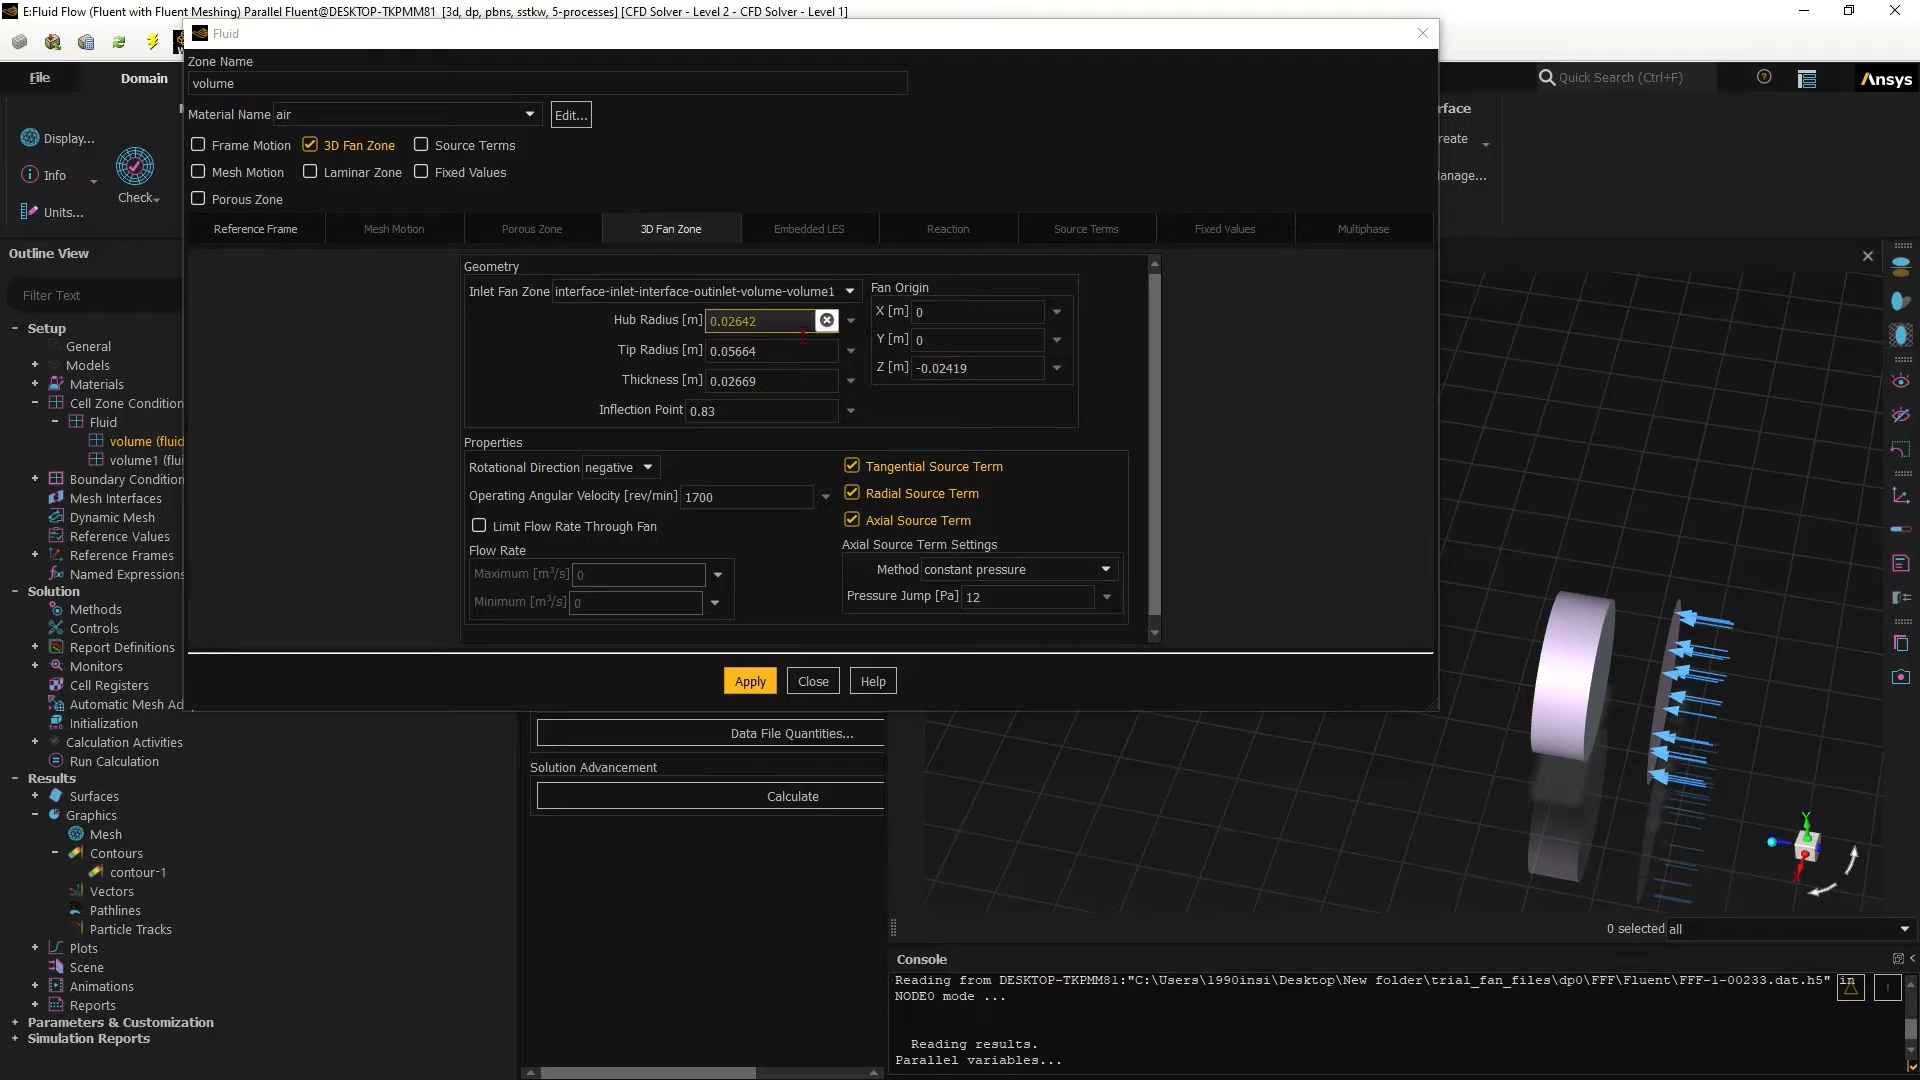 E:Fluid Flow (Fluent with Fluent Meshing) Parallel Fluent@DESKTOP-TKPMM81 [3d, dp, pbns, sstkw, 5-processes] [CFD Solver - Level 2 - CFD Solver - Level 1]
Fluid
File
Domain
Quick Search (Ctrl+F)
Ansys
Display...
Info
Units...
Check
rface
reate
lanage...
Zone Name
volume
Material Name air
Edit...
Frame Motion
3D Fan Zone
Source Terms
Mesh Motion
Laminar Zone
Fixed Values
Porous Zone
Reference Frame
Mesh Motion
Porous Zone
3D Fan Zone
Embedded LES
Reaction
Source Terms
Fixed Values
Multiphase
Geometry
Inlet Fan Zone interface-inlet-interface-outinlet-volume-volume1
Hub Radius [m] 0.02642
Tip Radius [m] 0.05664
Thickness [m] 0.02669
Inflection Point 0.83
Fan Origin
X [m] 0
Y [m] 0
Z [m] -0.02419
Properties
Rotational Direction negative
Operating Angular Velocity [rev/min] 1700
Limit Flow Rate Through Fan
Flow Rate
Maximum [m³/s] 0
Minimum [m³/s] 0
Tangential Source Term
Radial Source Term
Axial Source Term
Axial Source Term Settings
Method constant pressure
Pressure Jump [Pa] 12
Apply
Close
Help
Outline View
Filter Text
Setup
General
Models
Materials
Cell Zone Condition
Fluid
volume (fluid
volume1 (flui
Boundary Condition
Mesh Interfaces
Dynamic Mesh
Reference Values
Reference Frames
Named Expressions
Solution
Methods
Controls
Report Definitions
Monitors
Cell Registers
Automatic Mesh Ad
Initialization
Calculation Activities
Run Calculation
Results
Surfaces
Graphics
Mesh
Contours
contour-1
Vectors
Pathlines
Particle Tracks
Plots
Scene
Animations
Reports
Parameters & Customization
Simulation Reports
Data File Quantities...
Solution Advancement
Calculate
Y
X
0 selected all
Console
Reading from DESKTOP-TKPMM81:"C:\Users\1990insi\Desktop\New folder\trial_fan_files\dp0\FFF\Fluent\FFF-1-00233.dat.h5" in
NODE0 mode ...
Reading results.
Parallel variables...